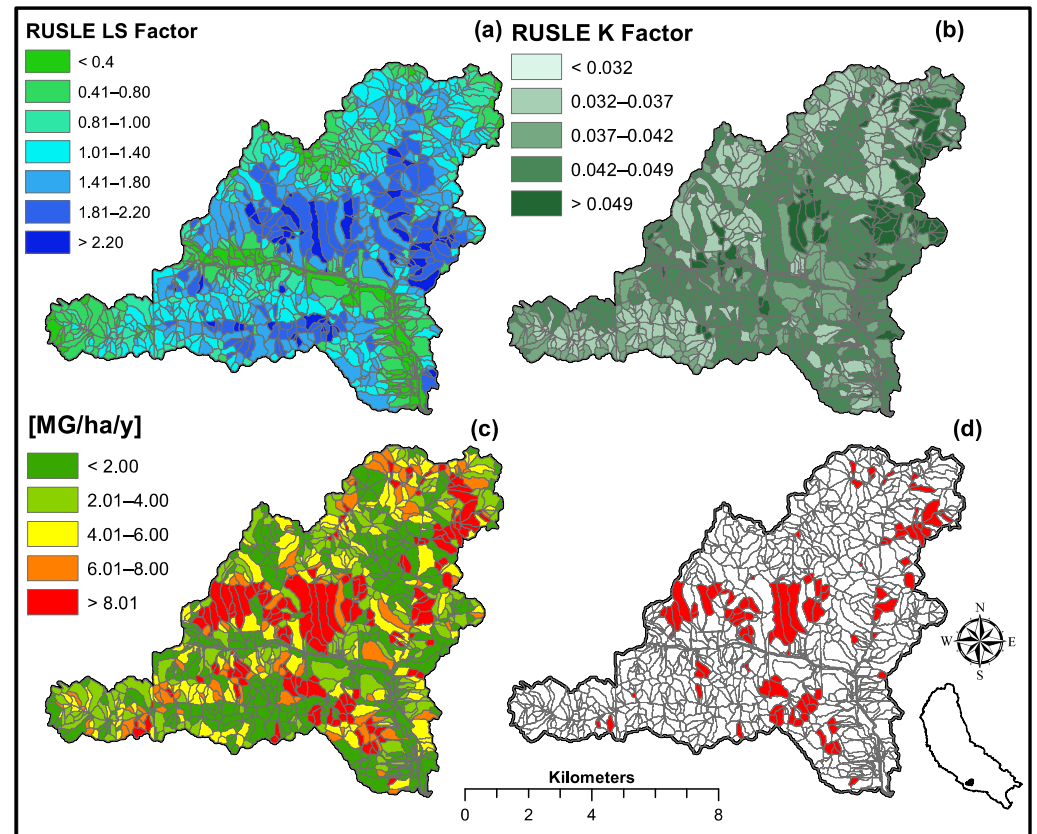 RUSLE LS Factor
(a)
< 0.4
0.41–0.80
0.81–1.00
1.01–1.40
1.41–1.80
1.81–2.20
> 2.20
RUSLE K Factor
(b)
< 0.032
0.032–0.037
0.037–0.042
0.042–0.049
> 0.049
[MG/ha/y]
(c)
< 2.00
2.01–4.00
4.01–6.00
6.01–8.00
> 8.01
(d)
N
W E
S
Kilometers
0 2 4 8